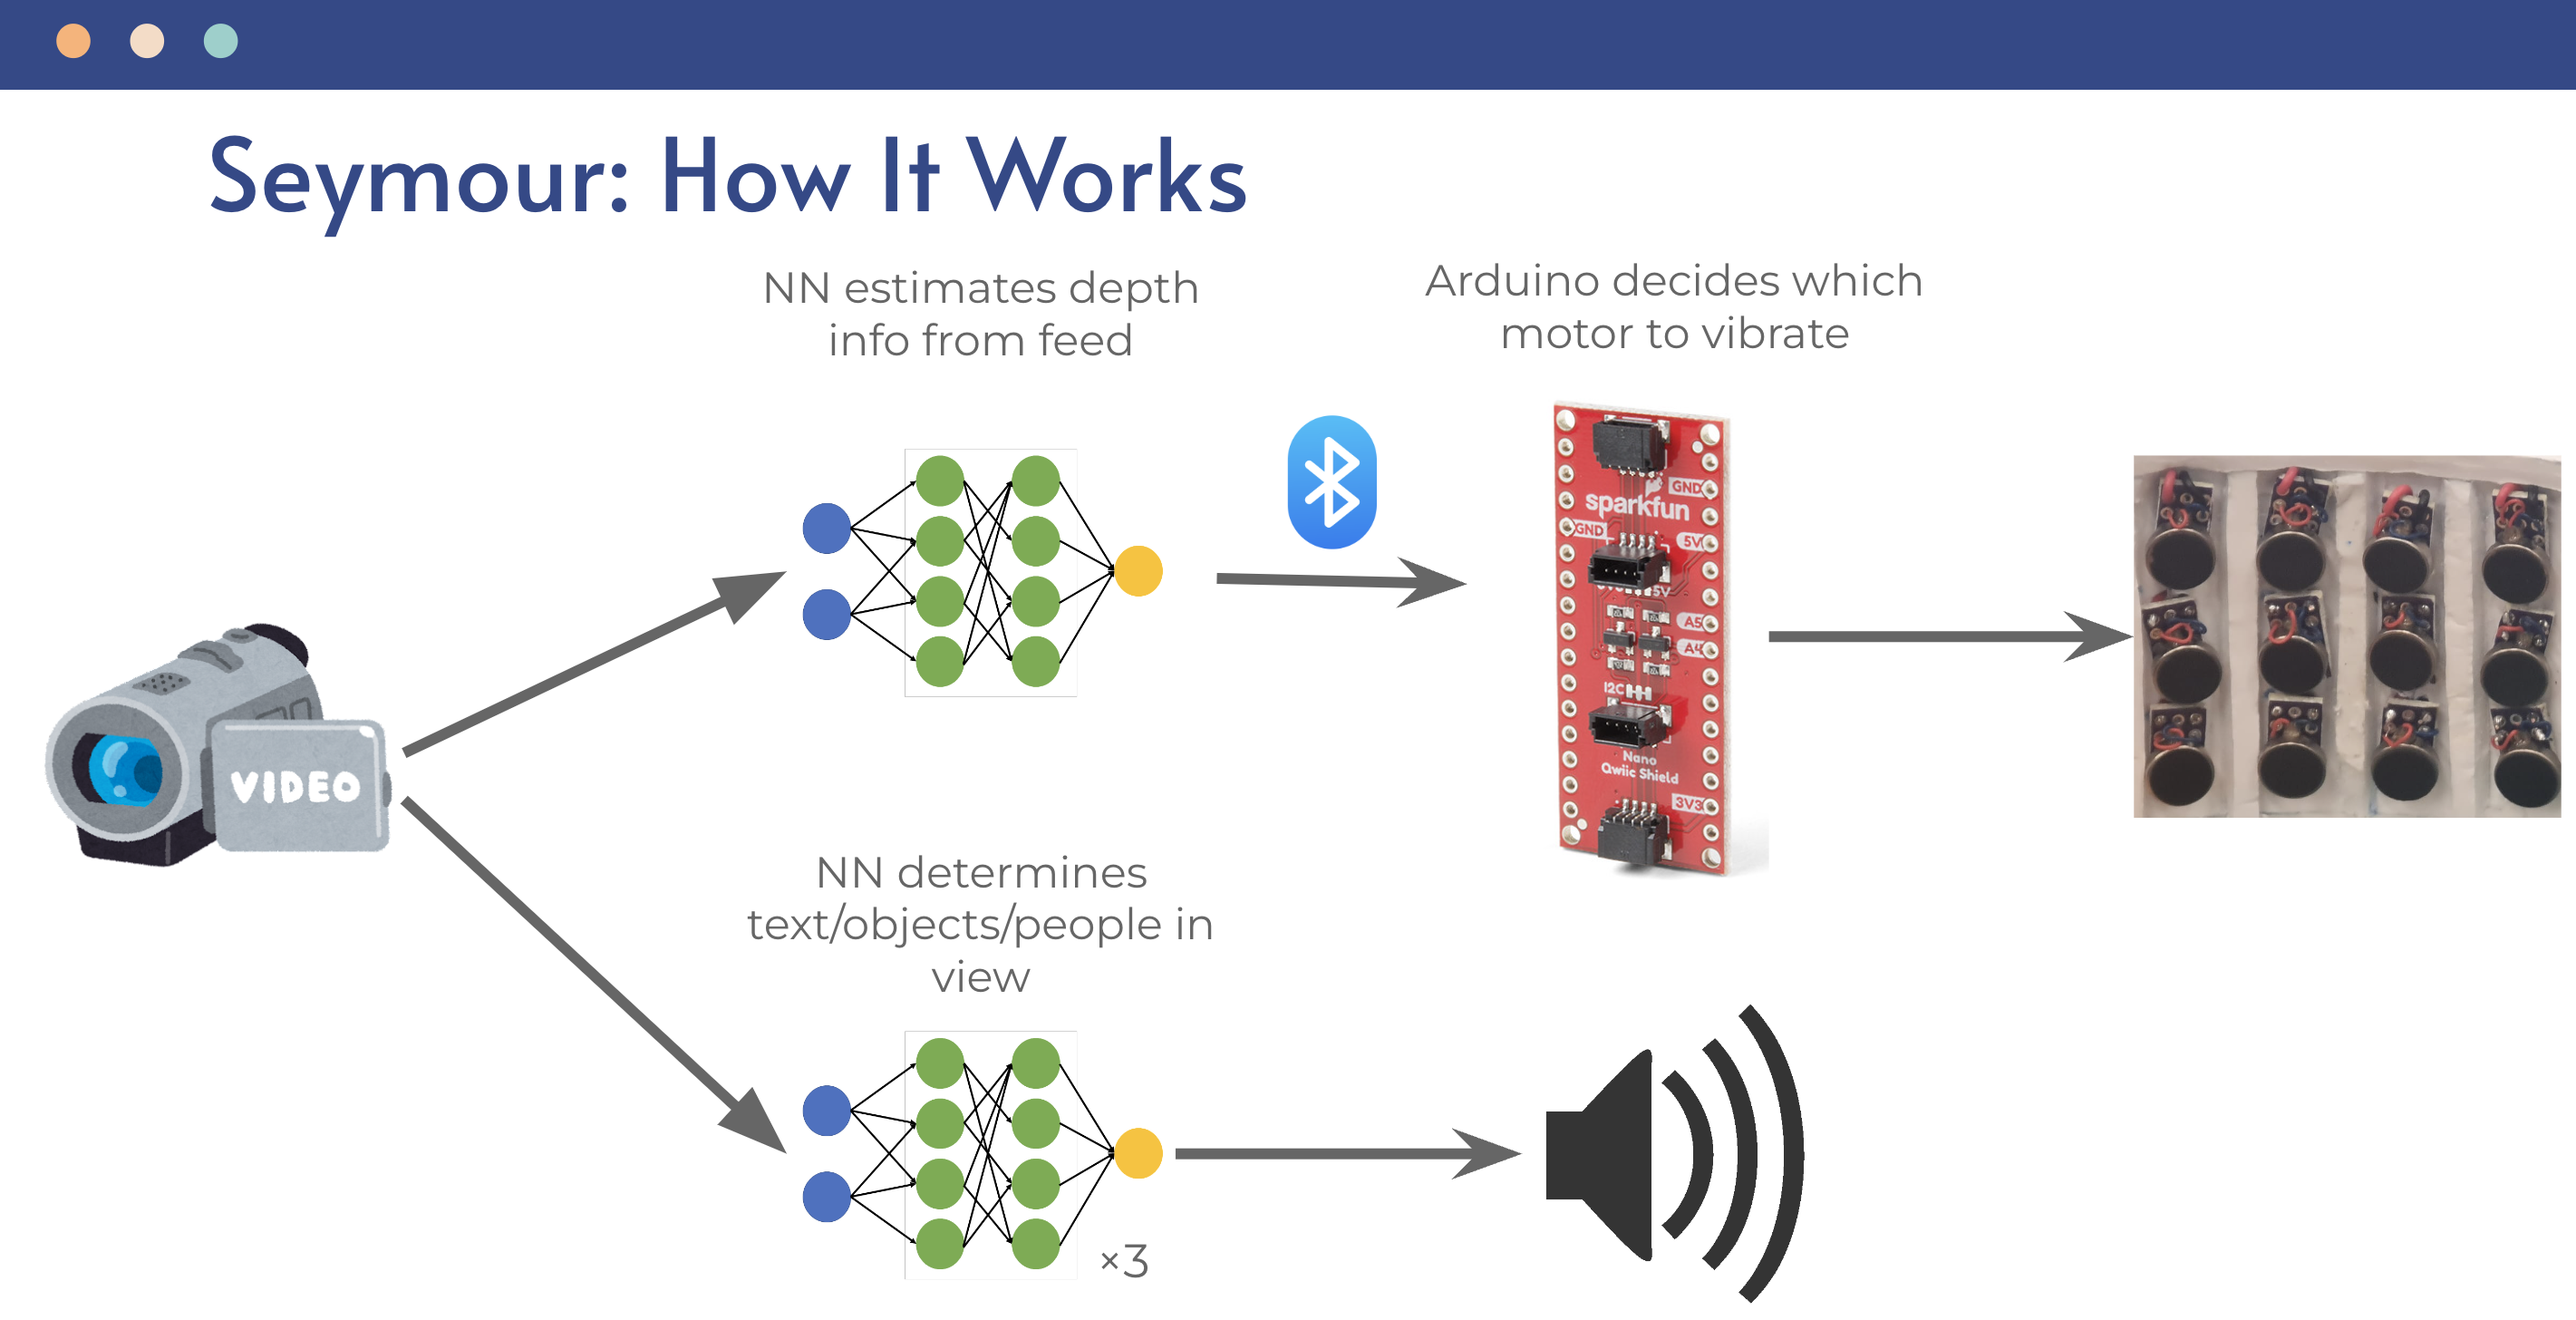 Seymour: How It Works
NN estimates depth
info from feed
Arduino decides which
motor to vibrate
GND
sparkfun
GND
5V
5V
A5
A4
I2C
Nano
Qwiic Shield
3V3
VIDEO
NN determines
text/objects/people in
view
×3